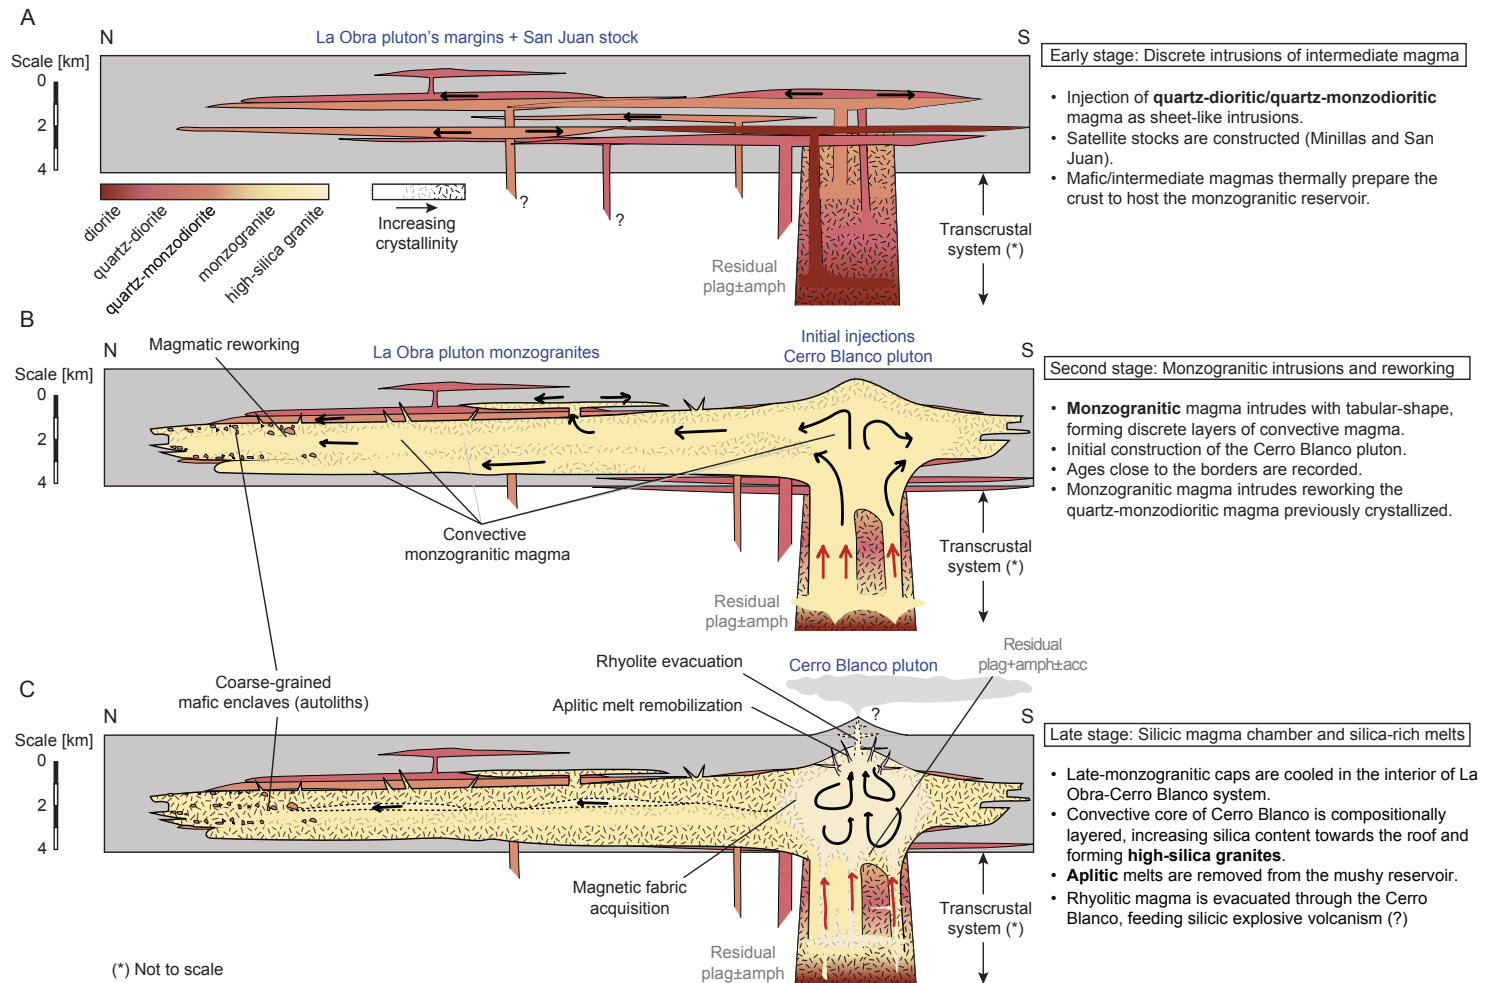 A
N
La Obra pluton's margins + San Juan stock
S
Scale [km]
0
2
4
diorite
quartz-diorite
quartz-monzodiorite
monzogranite
high-silica granite
Increasing
crystallinity
?
?
Residual
plag±amph
Transcrustal
system (*)
Early stage: Discrete intrusions of intermediate magma
• Injection of quartz-dioritic/quartz-monzodioritic
magma as sheet-like intrusions.
• Satellite stocks are constructed (Minillas and San
Juan).
• Mafic/intermediate magmas thermally prepare the
crust to host the monzogranitic reservoir.
B
N
Magmatic reworking
La Obra pluton monzogranites
Initial injections
Cerro Blanco pluton
S
Scale [km]
0
2
4
Convective
monzogranitic magma
Residual
plag±amph
Transcrustal
system (*)
Second stage: Monzogranitic intrusions and reworking
• Monzogranitic magma intrudes with tabular-shape,
forming discrete layers of convective magma.
• Initial construction of the Cerro Blanco pluton.
• Ages close to the borders are recorded.
• Monzogranitic magma intrudes reworking the
quartz-monzodioritic magma previously crystallized.
C
N
Coarse-grained
mafic enclaves (autoliths)
Rhyolite evacuation
Aplitic melt remobilization
Cerro Blanco pluton
Residual
plag+amph±acc
?
S
Scale [km]
0
2
4
Magnetic fabric
acquisition
Residual
plag±amph
Transcrustal
system (*)
(*) Not to scale
Late stage: Silicic magma chamber and silica-rich melts
• Late-monzogranitic caps are cooled in the interior of La
Obra-Cerro Blanco system.
• Convective core of Cerro Blanco is compositionally
layered, increasing silica content towards the roof and
forming high-silica granites.
• Aplitic melts are removed from the mushy reservoir.
• Rhyolitic magma is evacuated through the Cerro
Blanco, feeding silicic explosive volcanism (?)